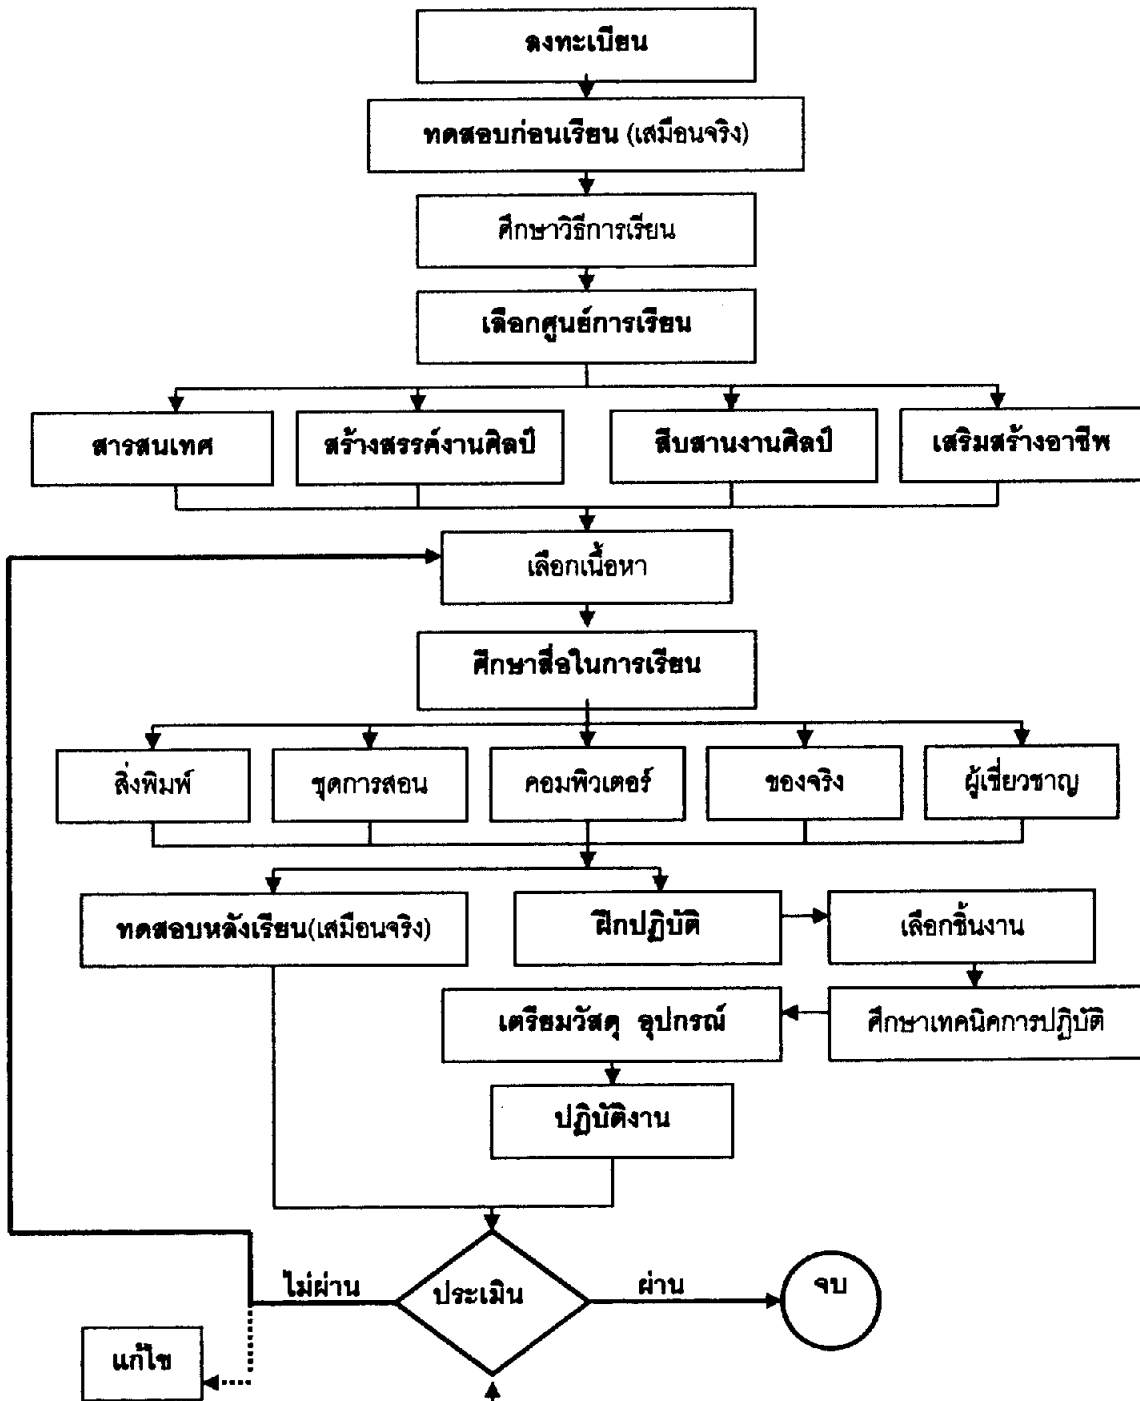 ลงทะเบียน
ทดสอบก่อนเรียน (เสมือนจริง)
ศึกษาวิธีการเรียน
เลือกศูนย์การเรียน
สารสนเทศ
สร้างสรรค์งานศิลป์
สืบสานงานศิลป์
เสริมสร้างอาชีพ
เลือกเนื้อหา
ศึกษาสื่อในการเรียน
สิ่งพิมพ์
ชุดการสอน
คอมพิวเตอร์
ของจริง
ผู้เชี่ยวชาญ
ทดสอบหลังเรียน(เสมือนจริง)
ฝึกปฏิบัติ
เลือกชิ้นงาน
เตรียมวัสดุ อุปกรณ์
ศึกษาเทคนิคการปฏิบัติ
ปฏิบัติงาน
ไม่ผ่าน
ประเมิน
ผ่าน
จบ
แก้ไข